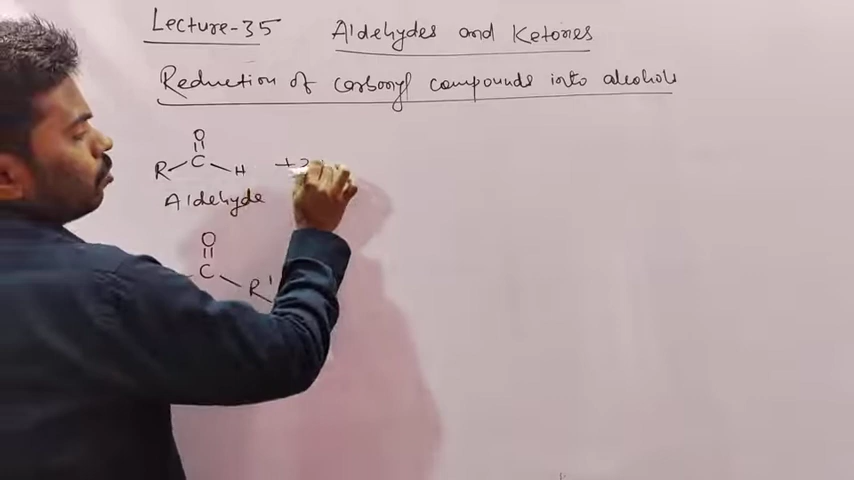 Lecture-35
Aldehydes and Ketones
Reduction of carbonyl compounds into alcohols
O
R C H +2
Aldehyde
O
C R'